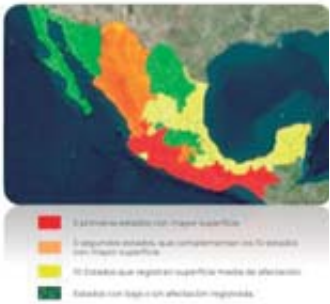 5 primeros estados con mayor superficie.
5 segundos estados, que complementan los 10 estados
con mayor superficie.
10 Estados que registran superficie media de afectación.
Estados con baja o sin afectación registrada.